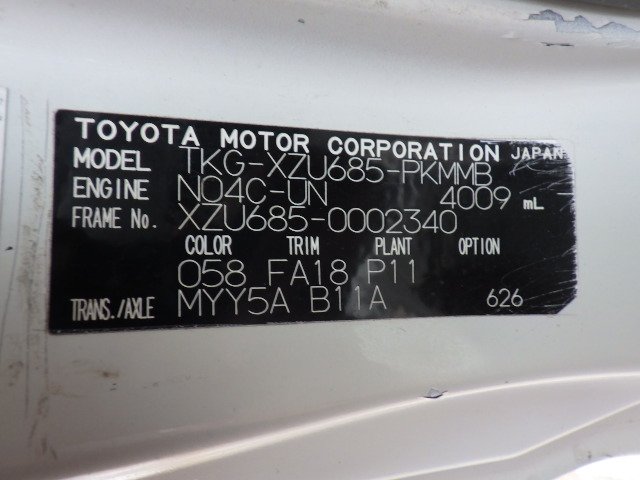 TOYOTA MOTOR CORPORATION JAPAN
MODEL TKG-XZU685-PKMMB
ENGINE N04C-UN 4009 mL
FRAME No. XZU685-0002340
COLOR TRIM PLANT OPTION
058 FA18 P11
TRANS./AXLE MYY5A B11A 626